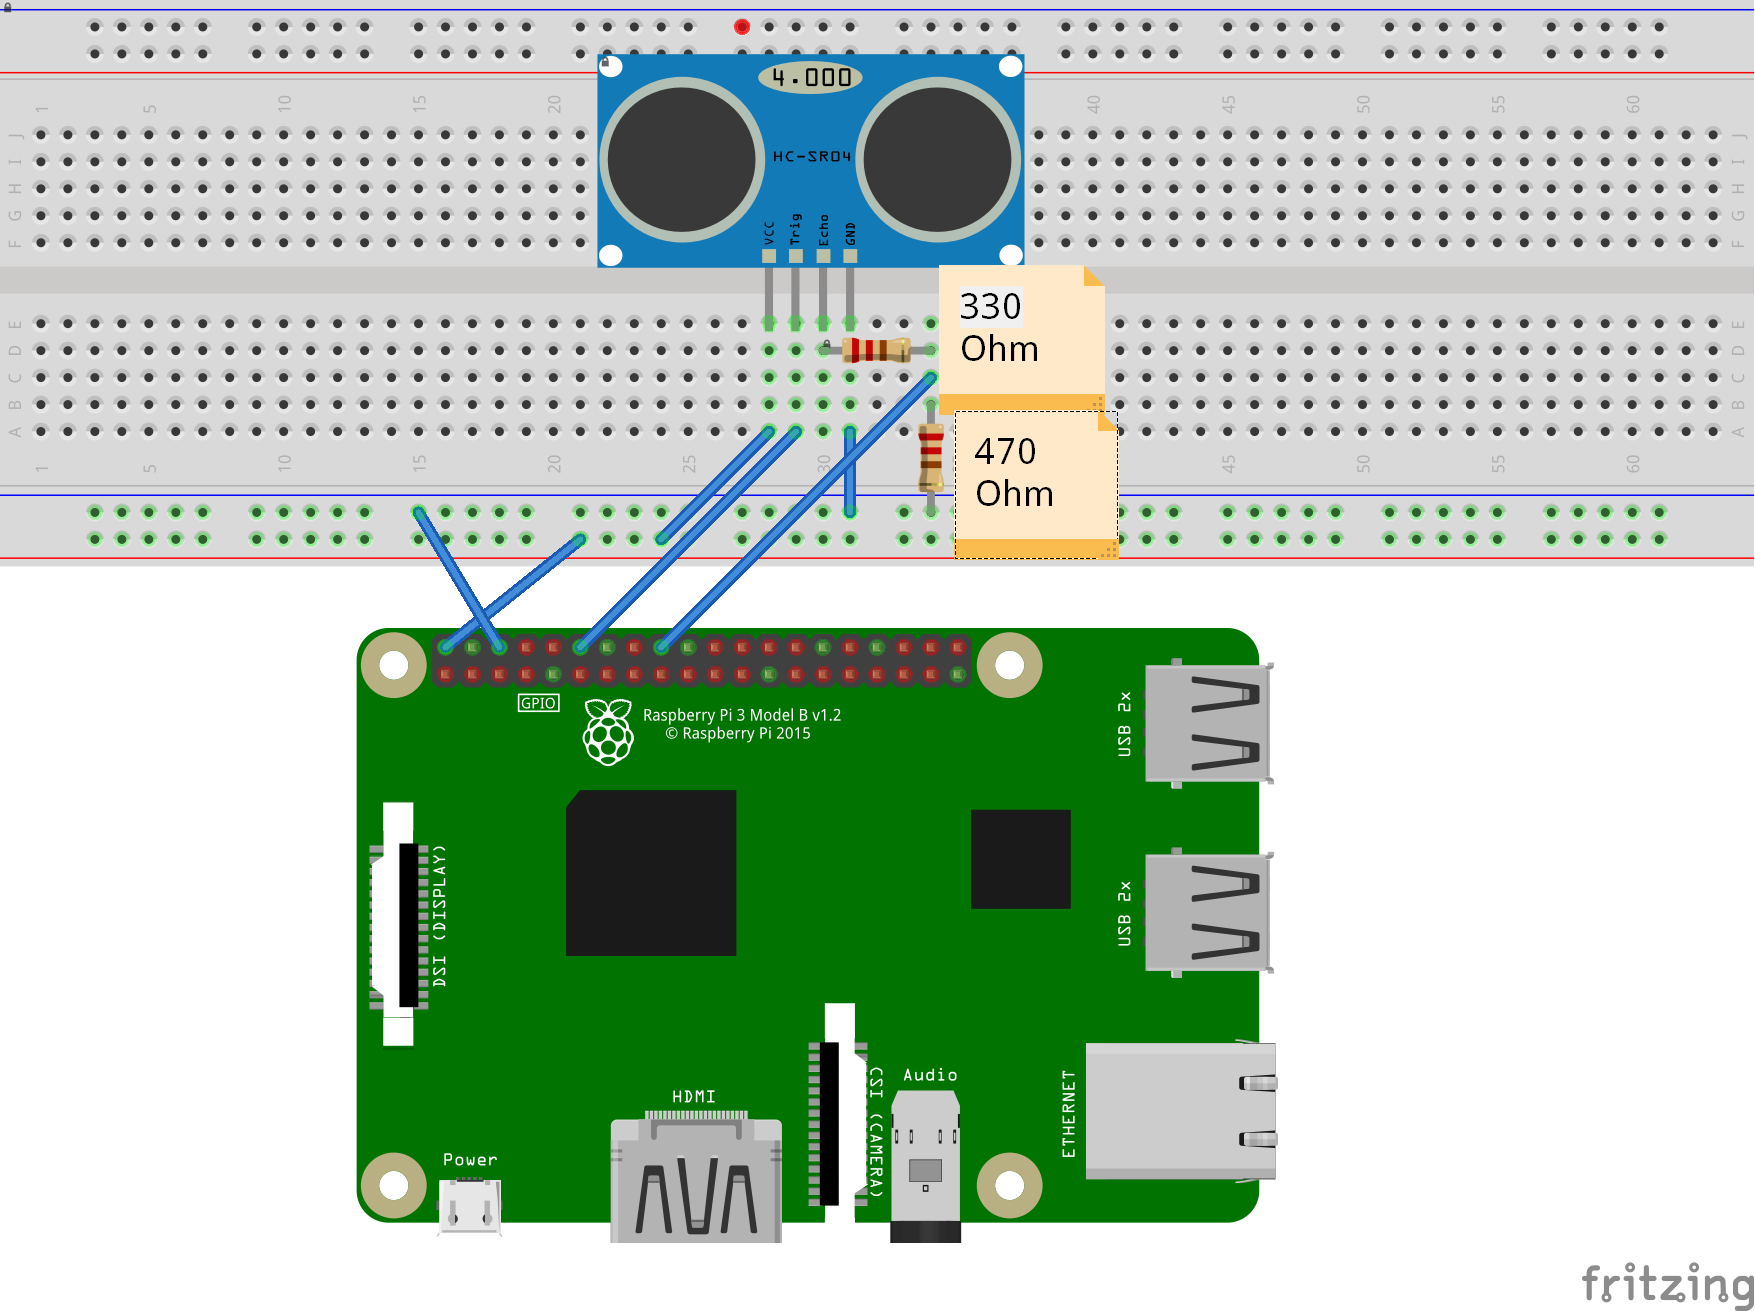 1 5 10 15 20 40 45 50 55 60
4.000
J J
I I
HC-SR04
H H
G G
F F
VCC Trig Echo GND
330
Ohm
E E
D D
C C
B B
A A
470
Ohm
1 5 10 15 20 25 30 45 50 55 60
GPIO
Raspberry Pi 3 Model B v1.2
© Raspberry Pi 2015
USB 2x
DSI (DISPLAY)
USB 2x
HDMI
CSI (CAMERA)
Audio
ETHERNET
Power
fritzing